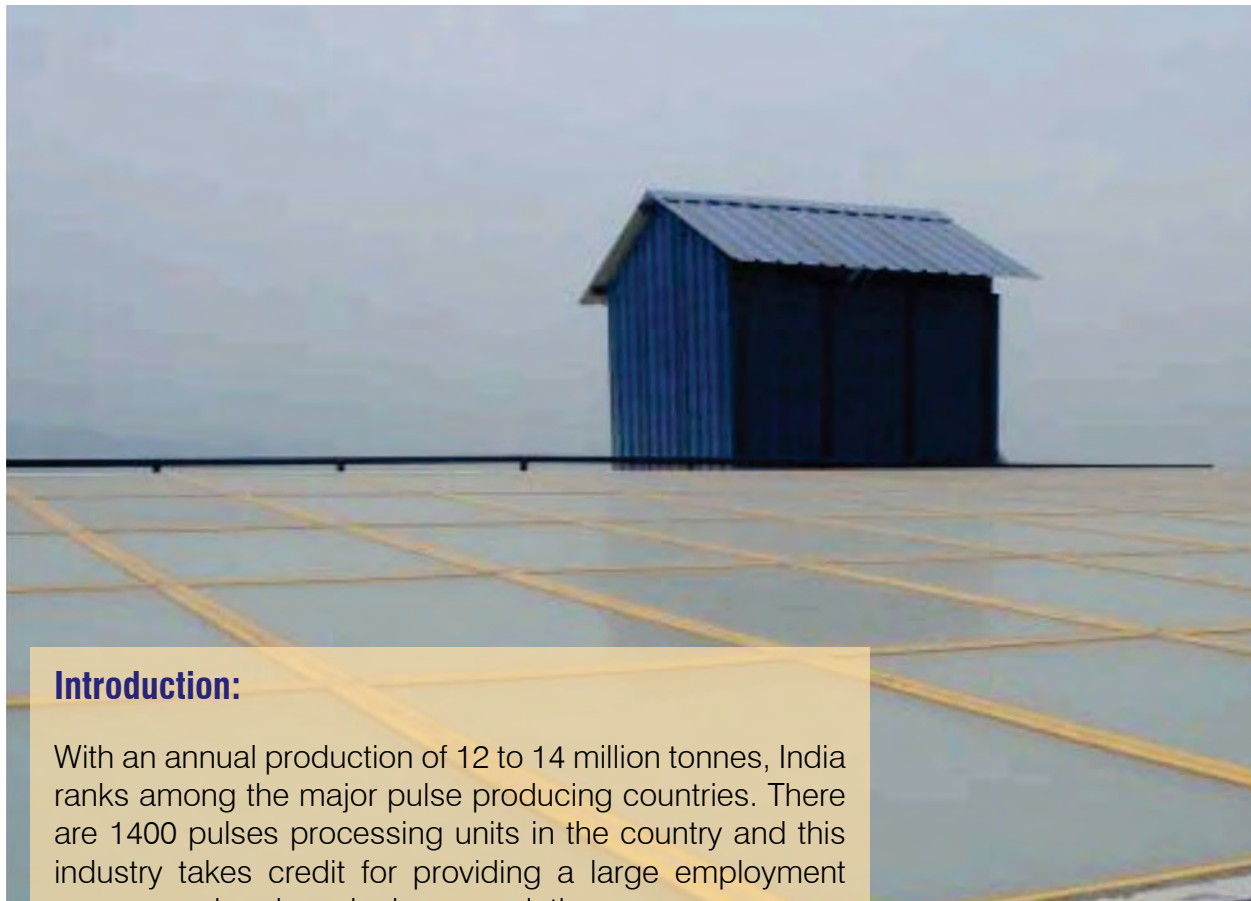 Introduction:
With an annual production of 12 to 14 million tonnes, India
ranks among the major pulse producing countries. There
are 1400 pulses processing units in the country and this
industry takes credit for providing a large employment